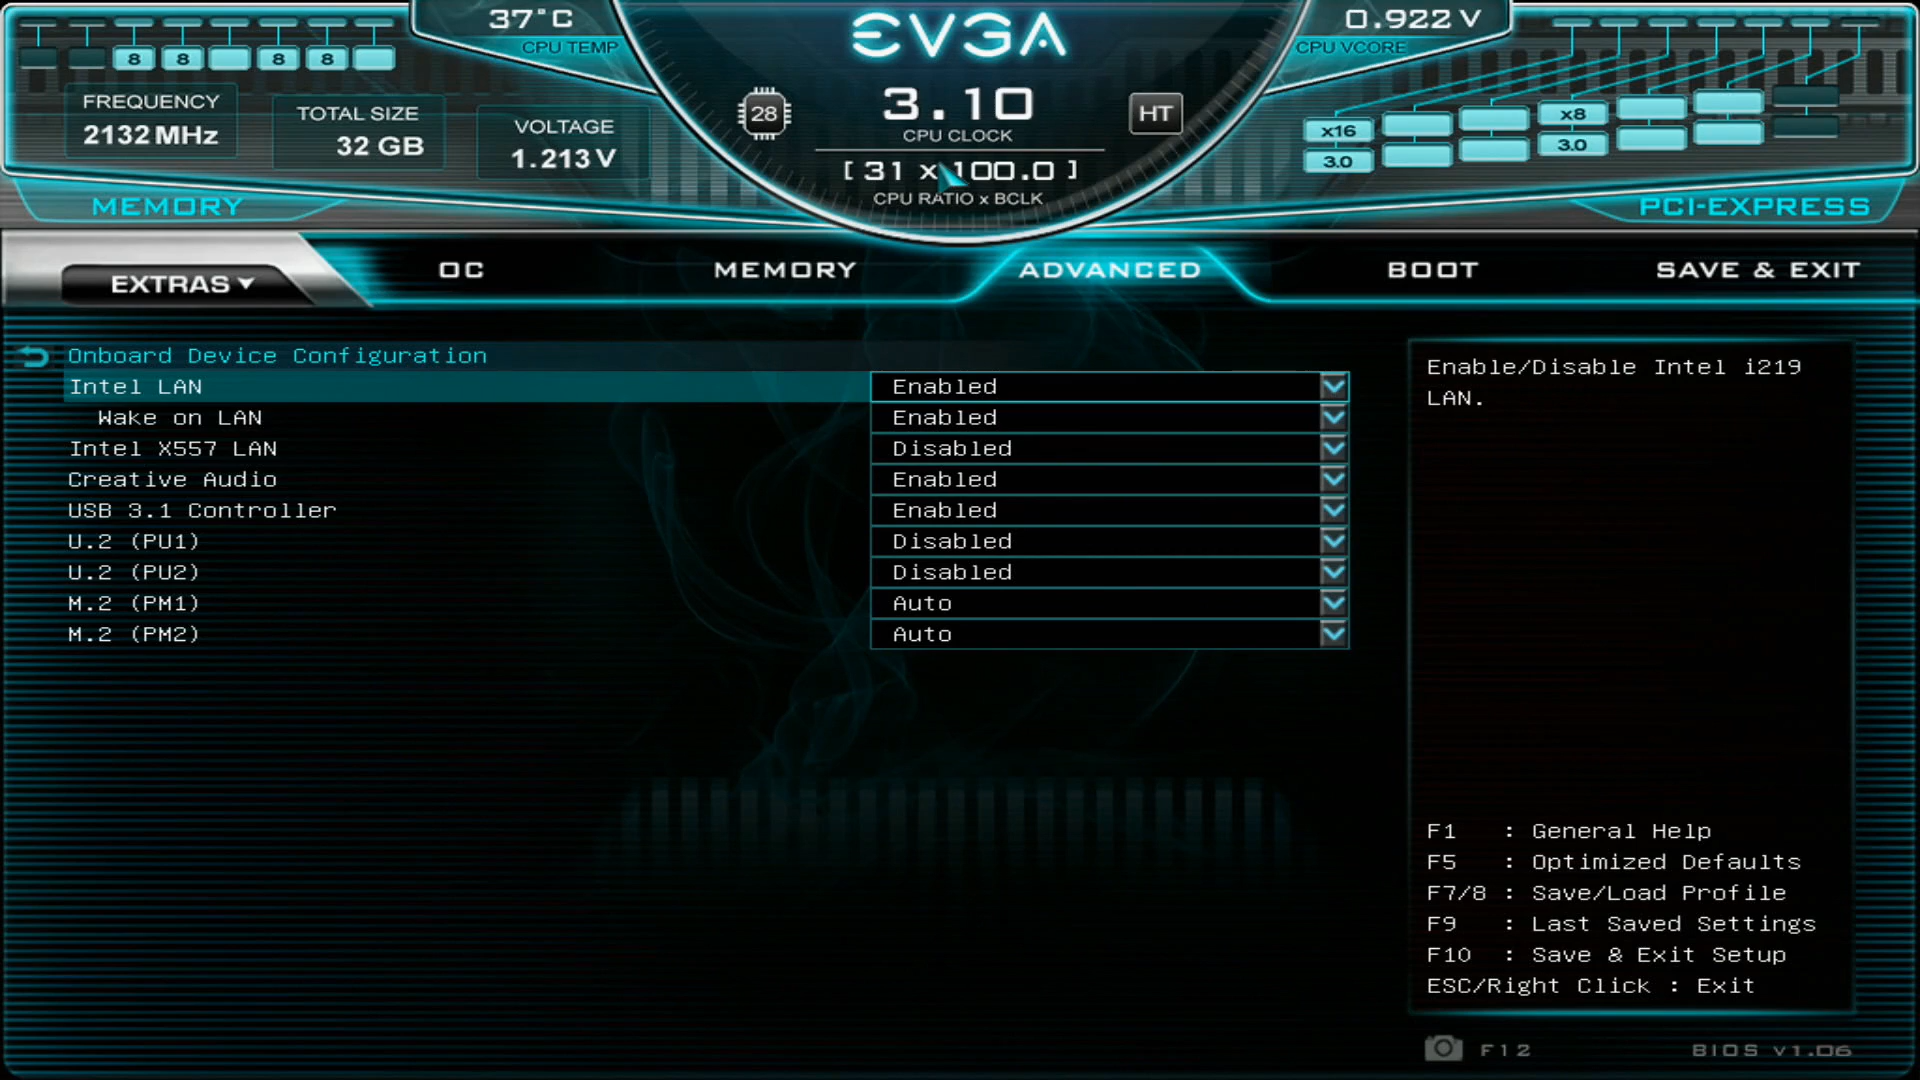 37°C
CPU TEMP
EVGA
0.922 V
CPU VCORE
8 8 8 8
FREQUENCY
2132 MHz
TOTAL SIZE
32 GB
VOLTAGE
1.213 V
28
3.10
CPU CLOCK
HT
[ 31 x 100.0 ]
CPU RATIO x BCLK
x16
3.0
x8
3.0
MEMORY
PCI-EXPRESS
EXTRAS
OC
MEMORY
ADVANCED
BOOT
SAVE & EXIT
Onboard Device Configuration
Intel LAN Enabled
Wake on LAN Enabled
Intel X557 LAN Disabled
Creative Audio Enabled
USB 3.1 Controller Enabled
U.2 (PU1) Disabled
U.2 (PU2) Disabled
M.2 (PM1) Auto
M.2 (PM2) Auto
Enable/Disable Intel i219
LAN.
F1 : General Help
F5 : Optimized Defaults
F7/8 : Save/Load Profile
F9 : Last Saved Settings
F10 : Save & Exit Setup
ESC/Right Click : Exit
F12
BIOS v1.06